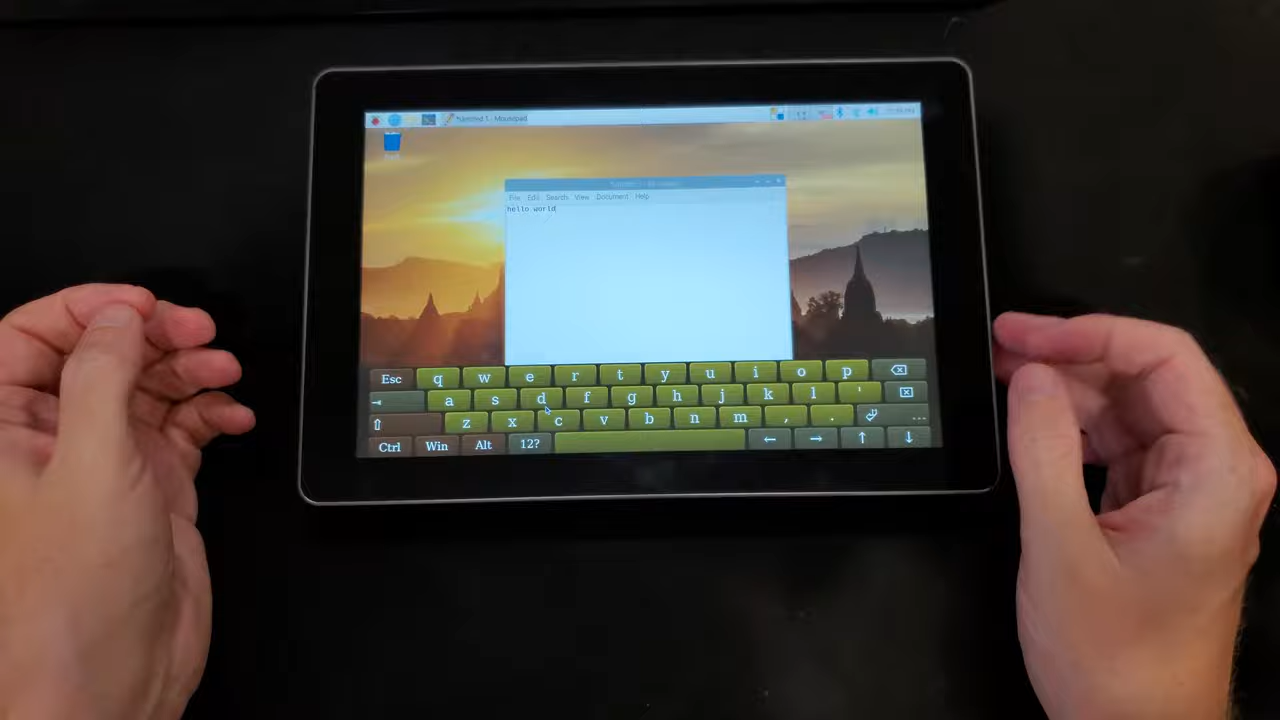 *Untitled 1 - Mousepad
File Edit Search View Document Help
hello world
Esc q w e r t y u i o p
a s d f g h j k l '
z x c v b n m , . ...
Ctrl Win Alt 12? ← → ↑ ↓